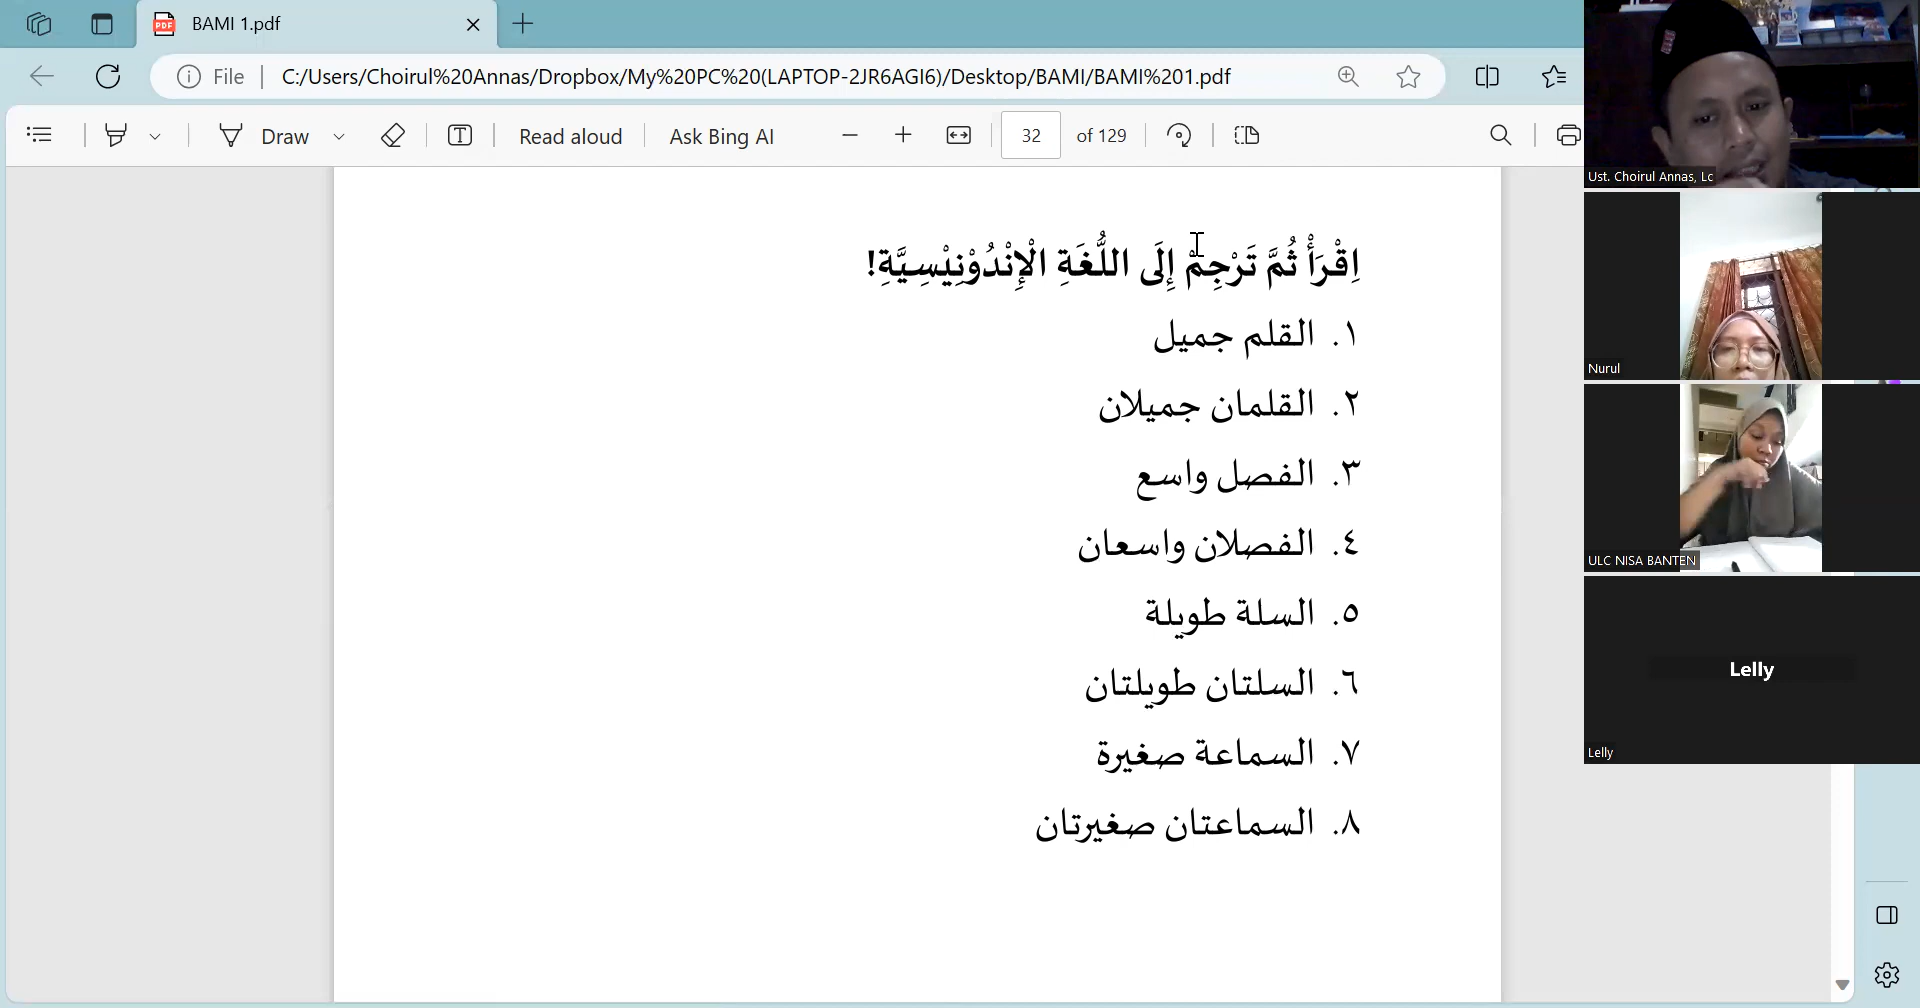 BAMI 1.pdf
File
C:/Users/Choirul%20Annas/Dropbox/My%20PC%20(LAPTOP-2JR6AGI6)/Desktop/BAMI/BAMI%201.pdf
Draw
Read aloud
Ask Bing AI
32 of 129
اِقْرَأْ ثُمَّ تَرْجِمْ إِلَى اللُّغَةِ الْإِنْدُوْنِيْسِيَّةِ!
١. القلم جميل
٢. القلمان جميلان
٣. الفصل واسع
٤. الفصلان واسعان
٥. السلة طويلة
٦. السلتان طويلتان
٧. السماعة صغيرة
٨. السماعتان صغيرتان
Ust. Choirul Annas, Lc
Nurul
ULC NISA BANTEN
Lelly
Lelly